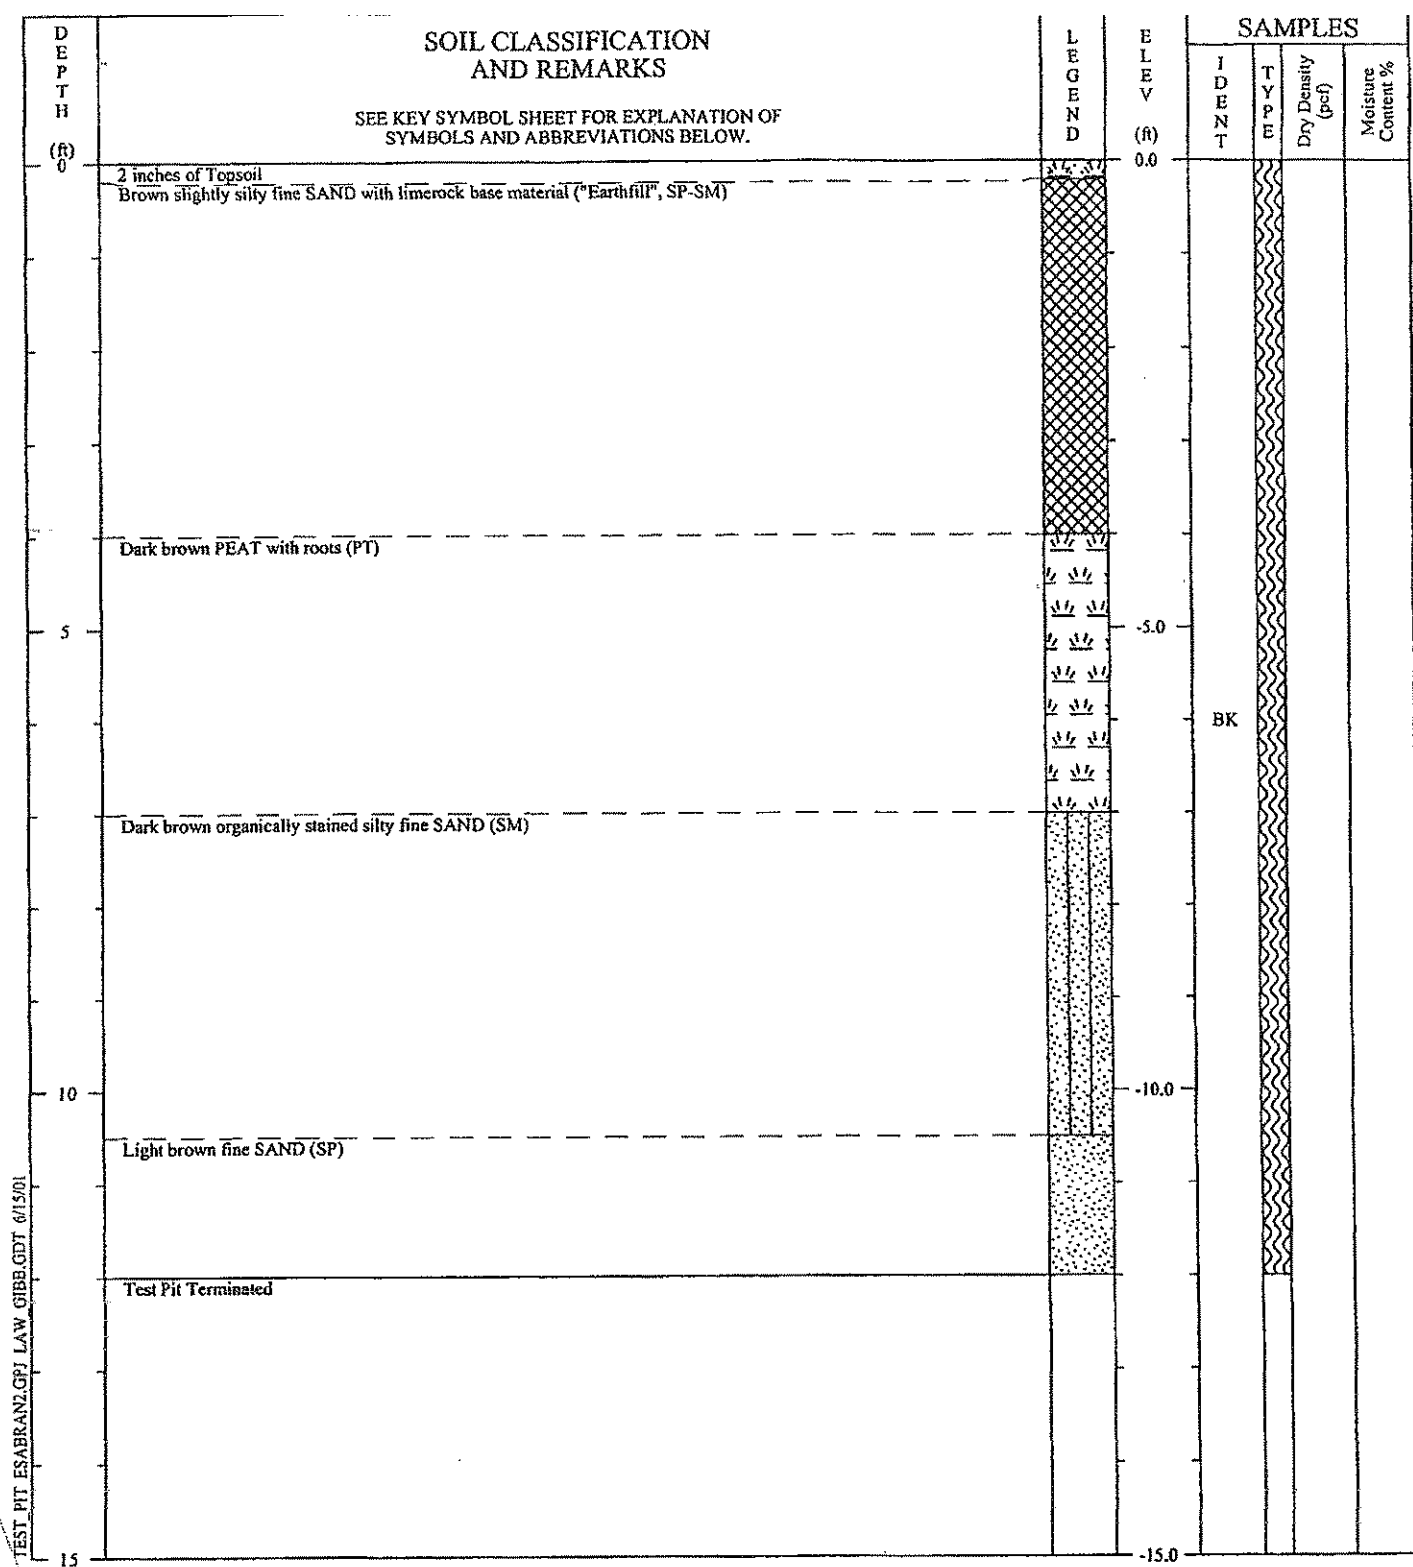 DEPTH
(ft)
SOIL CLASSIFICATION
AND REMARKS
SEE KEY SYMBOL SHEET FOR EXPLANATION OF
SYMBOLS AND ABBREVIATIONS BELOW.
LEGEND
ELEV
(ft)
SAMPLES
IDENT
TYPE
Dry Density
(pcf)
Moisture
Content %
0
0.0
2 inches of Topsoil
Brown slightly silty fine SAND with limerock base material ("Earthfill", SP-SM)
Dark brown PEAT with roots (PT)
5
-5.0
BK
Dark brown organically stained silty fine SAND (SM)
10
-10.0
Light brown fine SAND (SP)
Test Pit Terminated
15
-15.0
TEST_PIT ESABRAN2.GPJ LAW_GIBB.GDT 6/15/01